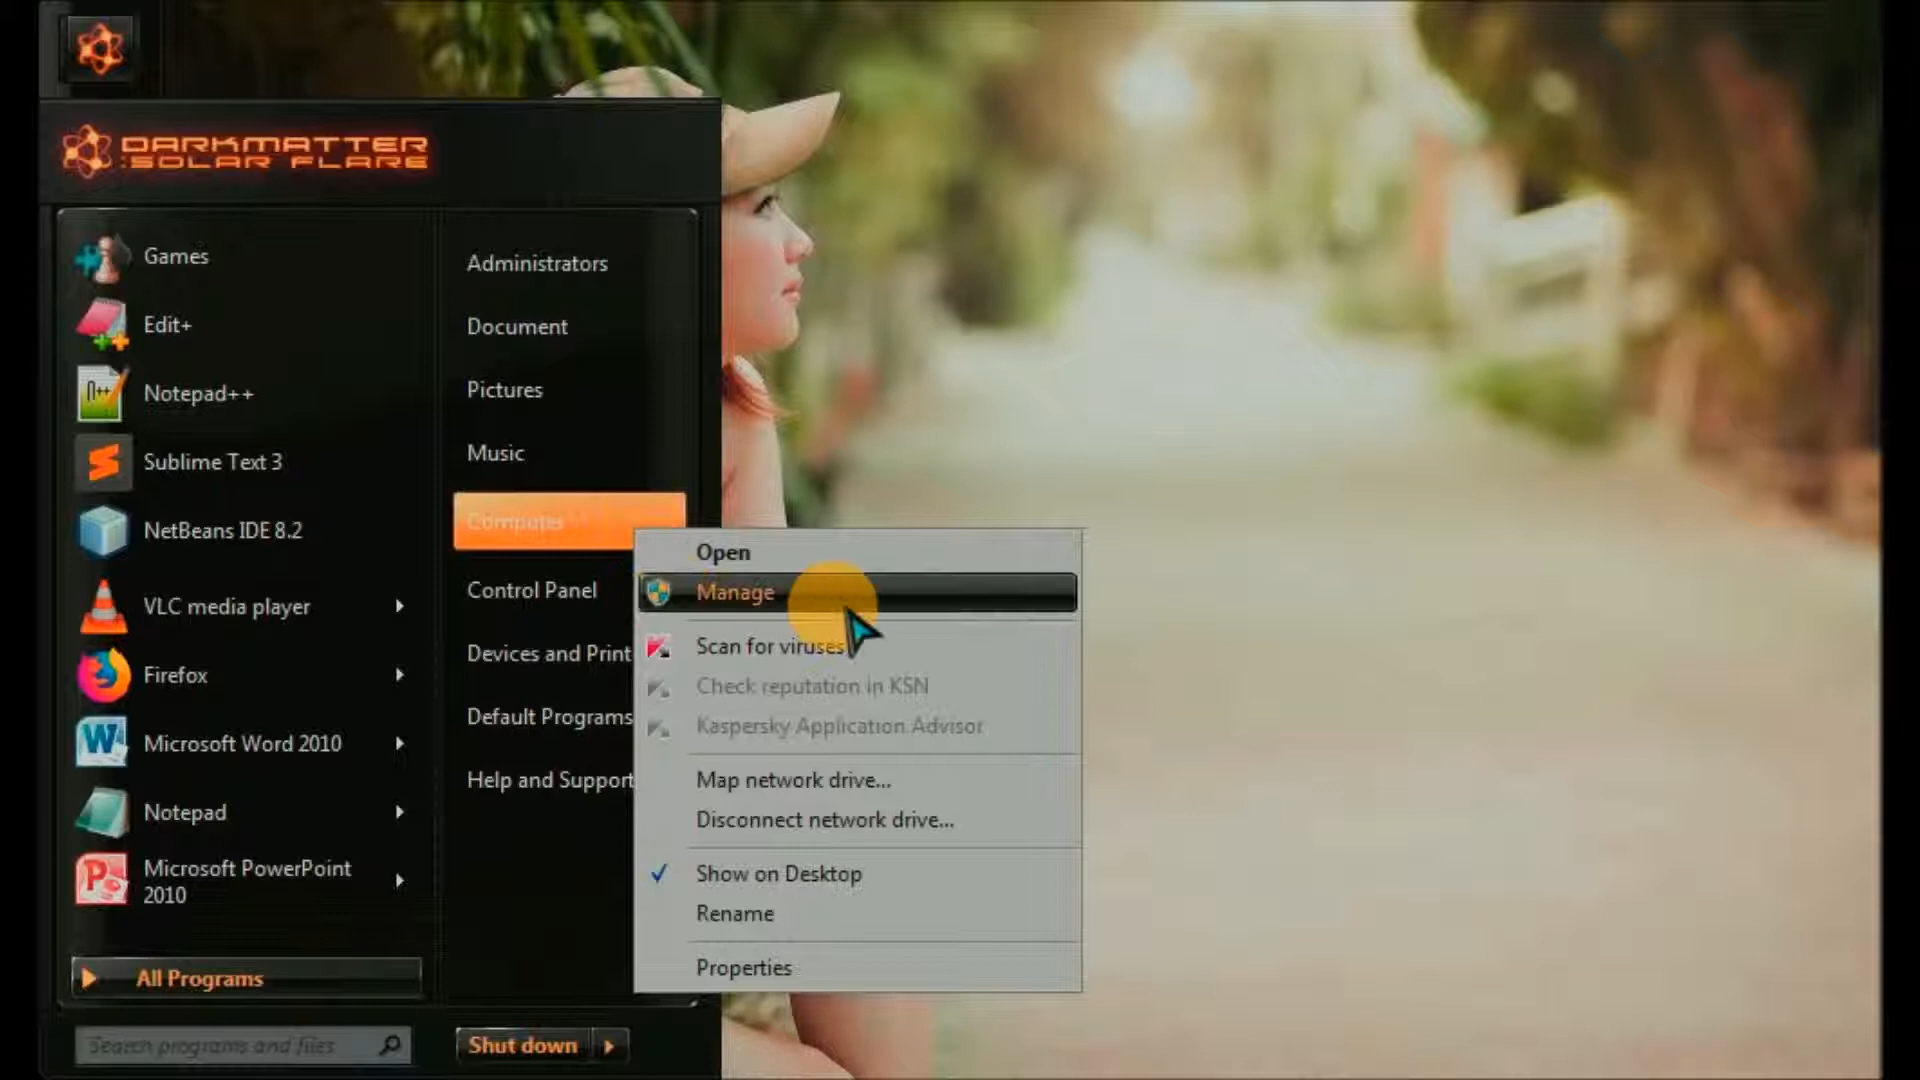 DARKMATTER
:SOLAR FLARE
Games
Edit+
Notepad++
Sublime Text 3
NetBeans IDE 8.2
VLC media player
Firefox
Microsoft Word 2010
Notepad
Microsoft PowerPoint
2010
All Programs
Search programs and files
Administrators
Document
Pictures
Music
Computer
Control Panel
Devices and Print
Default Programs
Help and Support
Shut down
Open
Manage
Scan for viruses
Check reputation in KSN
Kaspersky Application Advisor
Map network drive...
Disconnect network drive...
Show on Desktop
Rename
Properties